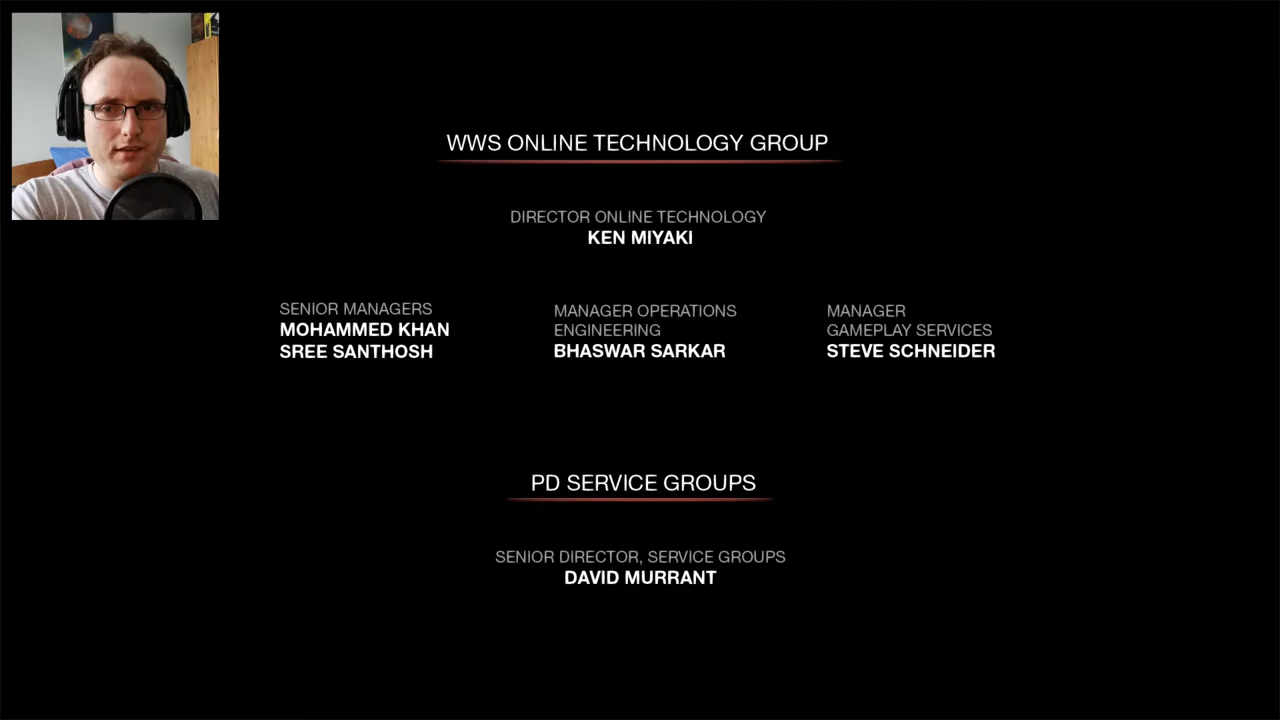 WWS ONLINE TECHNOLOGY GROUP
DIRECTOR ONLINE TECHNOLOGY
KEN MIYAKI
SENIOR MANAGERS
MOHAMMED KHAN
SREE SANTHOSH
MANAGER OPERATIONS
ENGINEERING
BHASWAR SARKAR
MANAGER
GAMEPLAY SERVICES
STEVE SCHNEIDER
PD SERVICE GROUPS
SENIOR DIRECTOR, SERVICE GROUPS
DAVID MURRANT